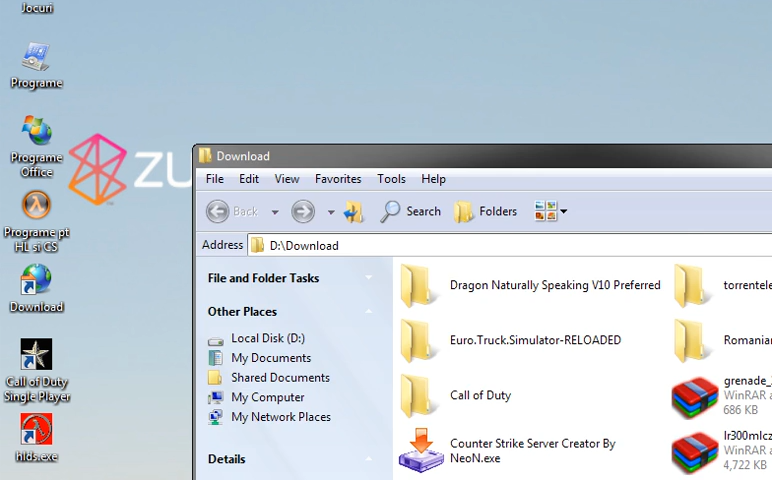 Jocuri
Programe
Programe
Office
Programe pt
HL si CS
Download
Call of Duty
Single Player
hlds.exe
ZU
Download
File Edit View Favorites Tools Help
Back Search Folders
Address D:\Download
File and Folder Tasks
Other Places
Local Disk (D:)
My Documents
Shared Documents
My Computer
My Network Places
Details
Dragon Naturally Speaking V10 Preferred
Euro.Truck.Simulator-RELOADED
Call of Duty
Counter Strike Server Creator By
NeoN.exe
torrentele
Romania
grenade_
WinRAR a
686 KB
lr300mlcz
WinRAR a
4,722 KB